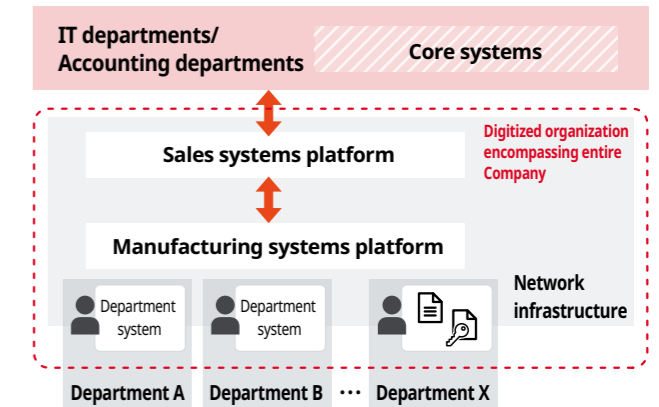 IT departments/
Accounting departments
Core systems
Digitized organization
encompassing entire
Company
Sales systems platform
Manufacturing systems platform
Network
infrastructure
Department
system
Department
system
Department A
Department B
···
Department X